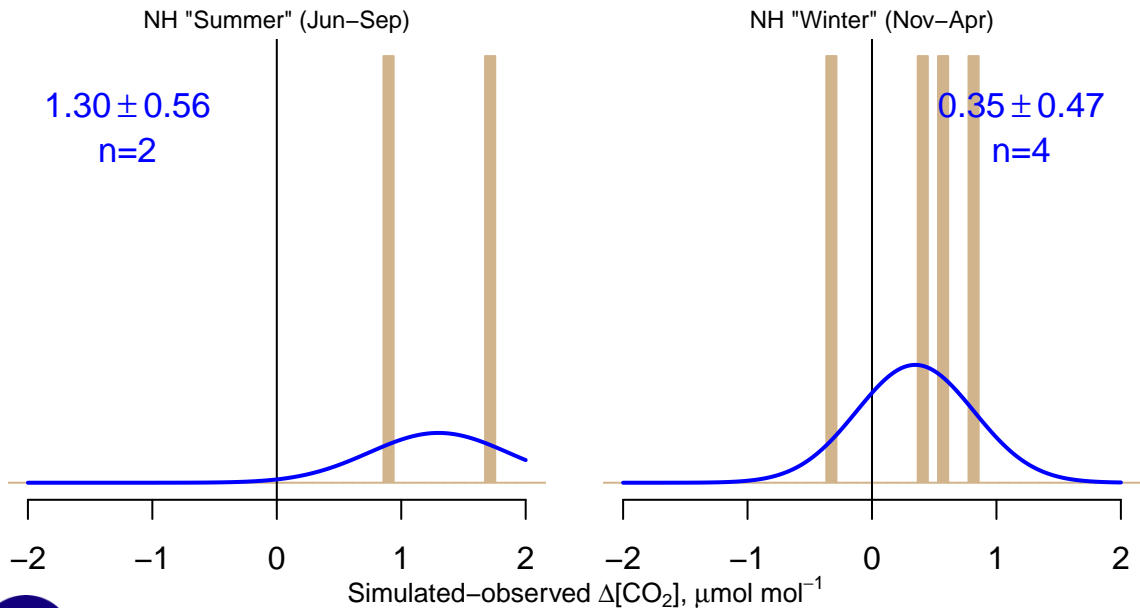 NH "Summer" (Jun−Sep)
1.30 ± 0.56
n=2
−2 −1 0 1 2
NH "Winter" (Nov−Apr)
0.35 ± 0.47
n=4
−2 −1 0 1 2
Simulated−observed Δ[CO₂], μmol mol⁻¹